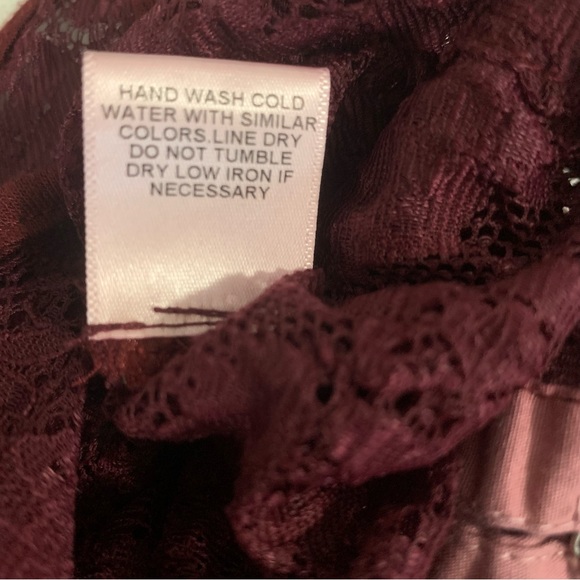 HAND WASH COLD
WATER WITH SIMILAR
COLORS.LINE DRY
DO NOT TUMBLE
DRY LOW IRON IF
NECESSARY